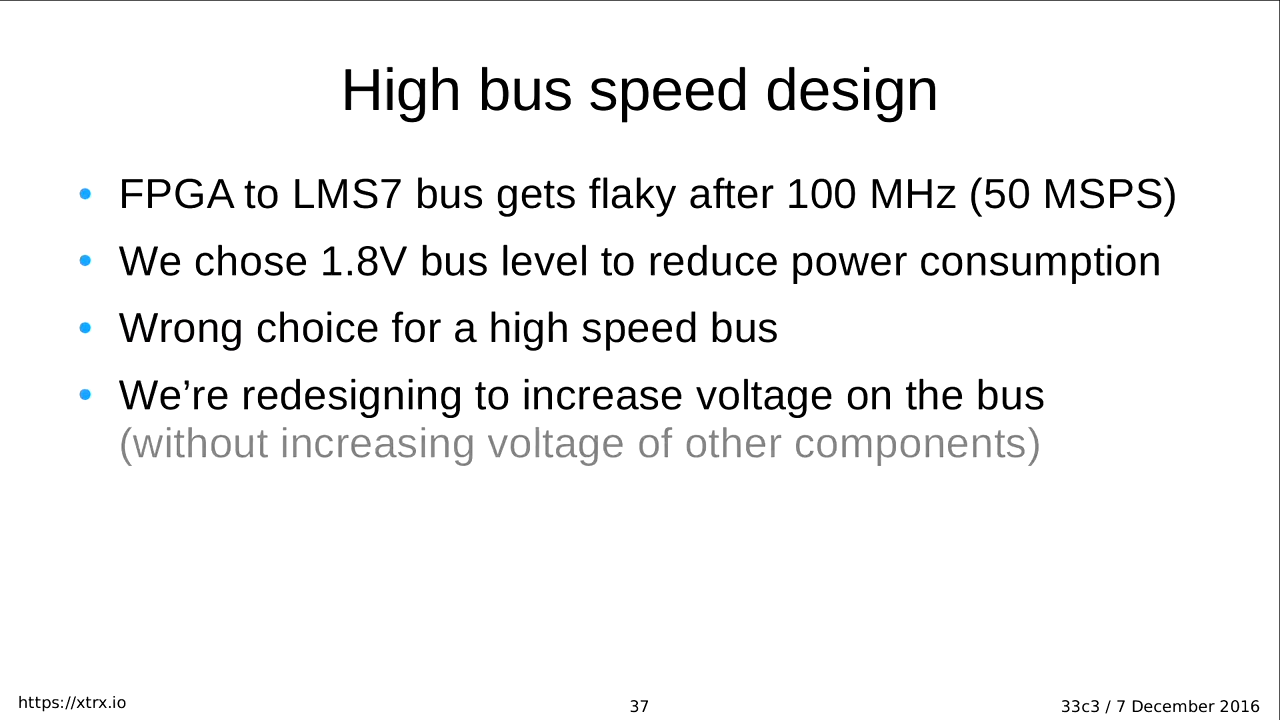 High bus speed design
• FPGA to LMS7 bus gets flaky after 100 MHz (50 MSPS)
• We chose 1.8V bus level to reduce power consumption
• Wrong choice for a high speed bus
• We’re redesigning to increase voltage on the bus
(without increasing voltage of other components)
https://xtrx.io
37
33c3 / 7 December 2016